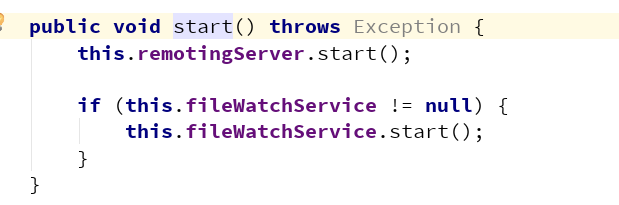 public void start() throws Exception {
    this.remotingServer.start();

    if (this.fileWatchService != null) {
        this.fileWatchService.start();
    }
}